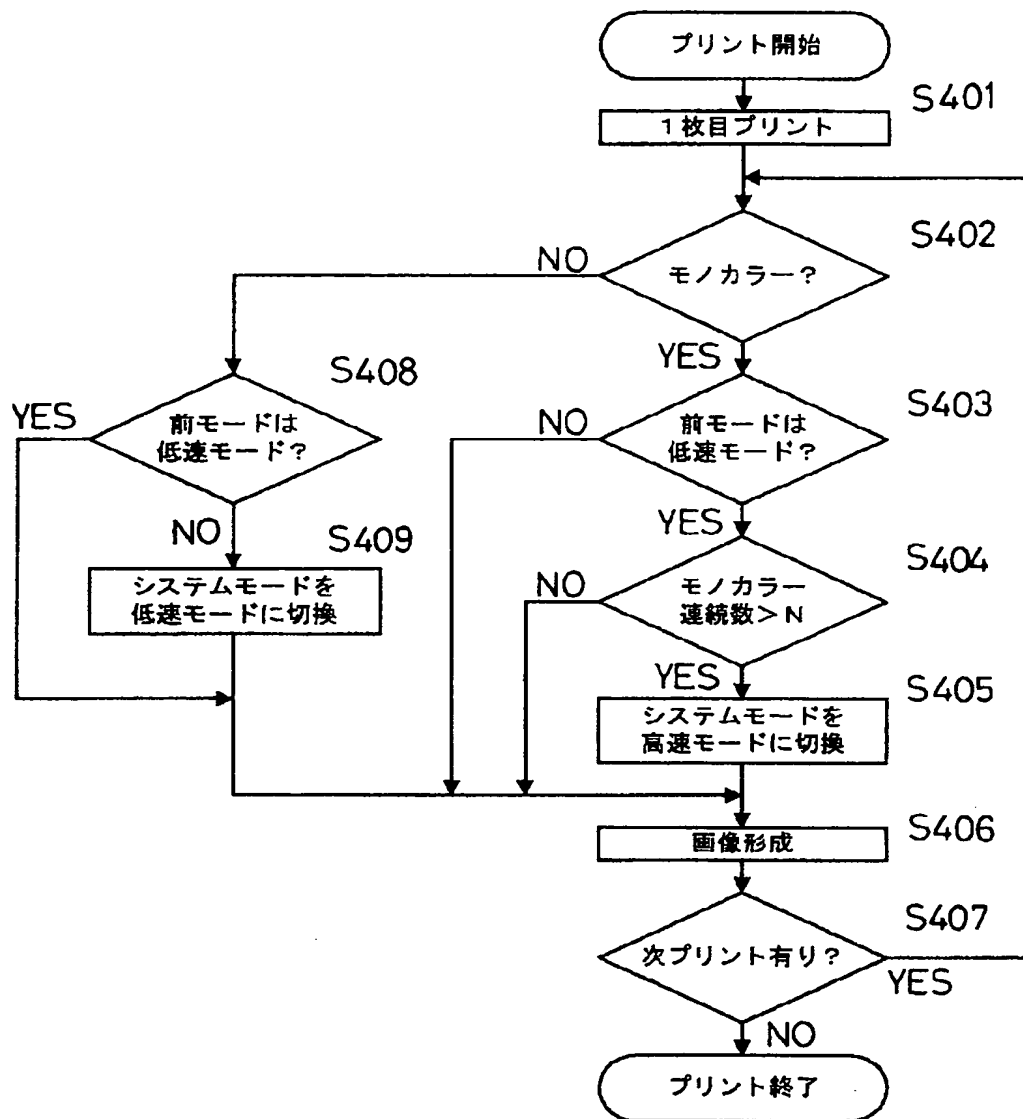 プリント開始
S401
1枚目プリント
S402
モノカラー?
NO
YES
S408
前モードは
低速モード?
YES
NO
S403
前モードは
低速モード?
NO
YES
S409
システムモードを
低速モードに切換
S404
モノカラー
連続数>N
NO
YES
S405
システムモードを
高速モードに切換
S406
画像形成
S407
次プリント有り?
YES
NO
プリント終了